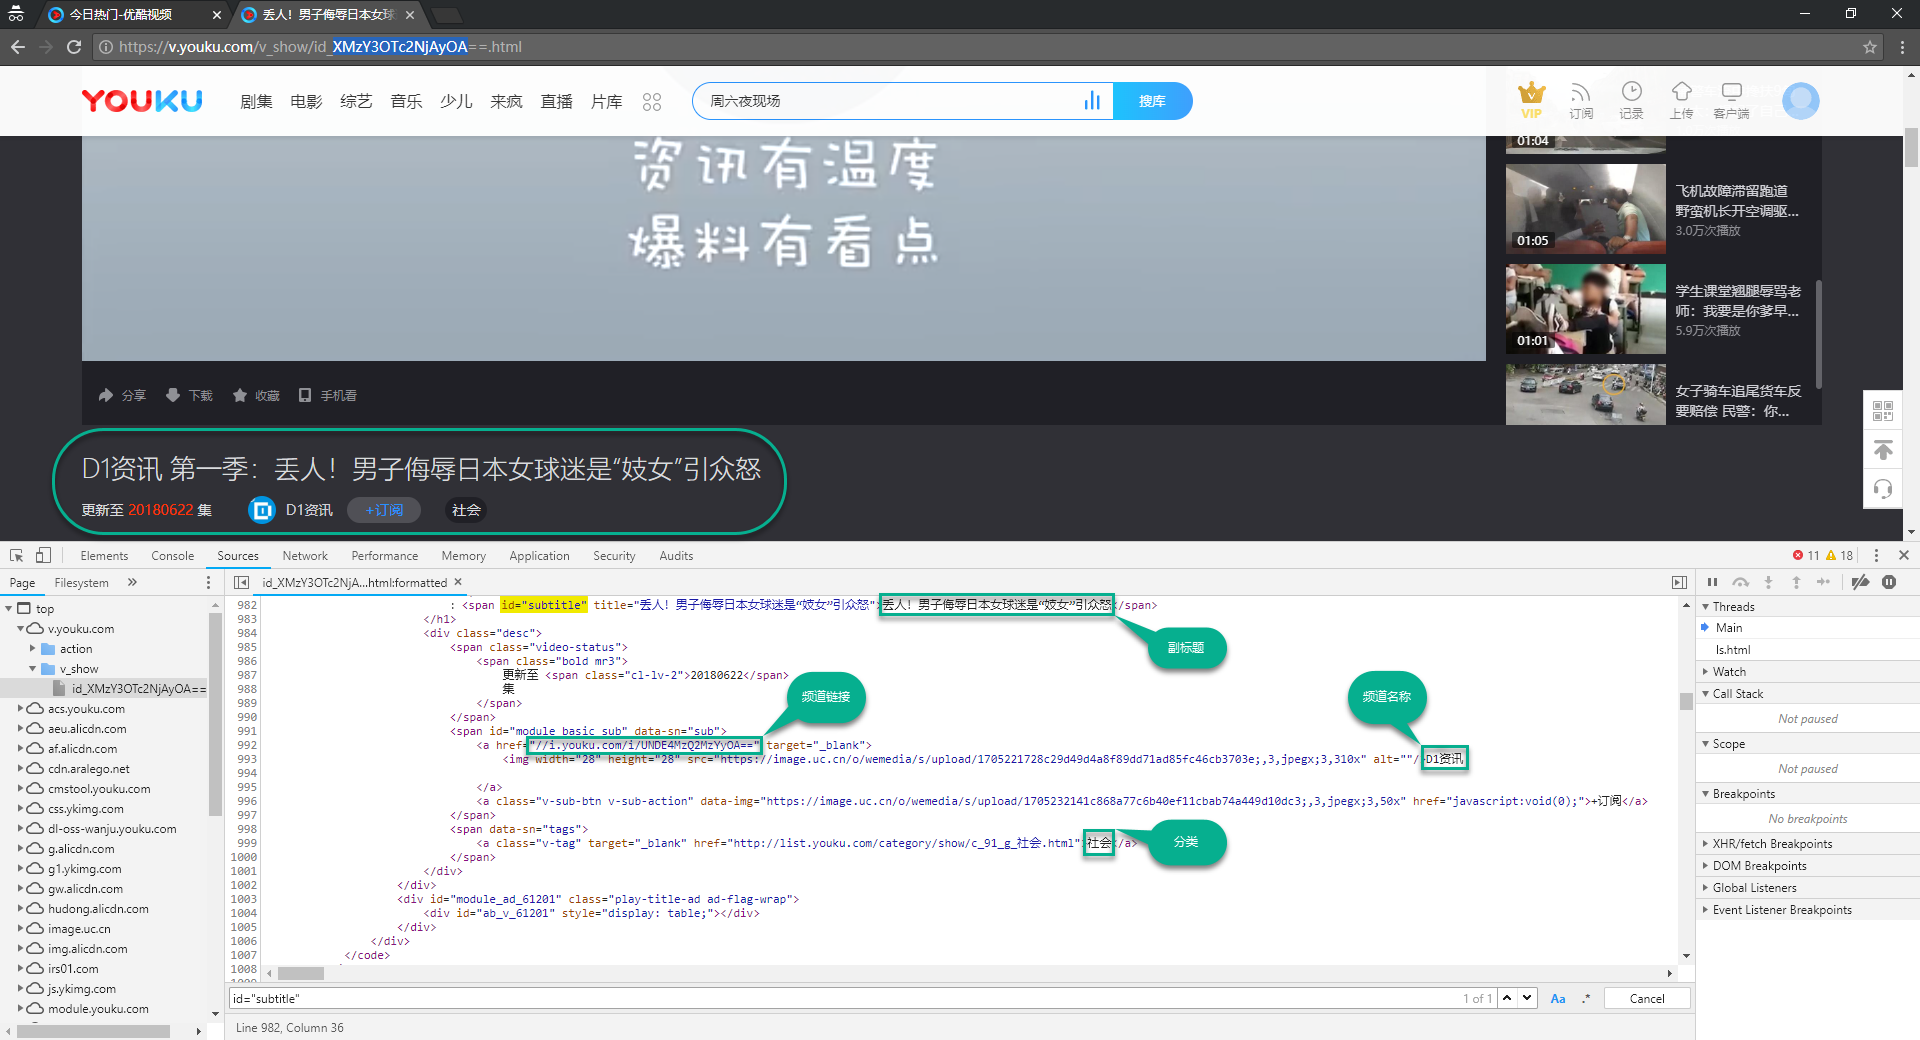 今日热门-优酷视频
丢人！男子侮辱日本女球
https://v.youku.com/v_show/id_XMzY3OTc2NjAyOA==.html
YOUKU
剧集 电影 综艺 音乐 少儿 来疯 直播 片库
周六夜现场
搜库
VIP
订阅 记录 上传 客户端
资讯有温度
爆料有看点
01:04
飞机故障滞留跑道
野蛮机长开空调驱...
3.0万次播放
01:05
学生课堂翘腿辱骂老
师：我要是你爹早...
5.9万次播放
01:01
女子骑车追尾货车反
要赔偿 民警：你...
分享 下载 收藏 手机看
D1资讯 第一季：丢人！男子侮辱日本女球迷是“妓女”引众怒
更新至 20180622 集
D1资讯
+订阅
社会
Elements Console Sources Network Performance Memory Application Security Audits
11 18
Page Filesystem »
id_XMzY3OTc2NjA...html:formatted
top
v.youku.com
action
v_show
id_XMzY3OTc2NjAyOA==
acs.youku.com
aeu.alicdn.com
af.alicdn.com
cdn.aralego.net
cmstool.youku.com
css.ykimg.com
dl-oss-wanju.youku.com
g.alicdn.com
g1.ykimg.com
gw.alicdn.com
hudong.alicdn.com
image.uc.cn
img.alicdn.com
irs01.com
js.ykimg.com
module.youku.com
982 : <span id="subtitle" title="丢人！男子侮辱日本女球迷是“妓女”引众怒">丢人！男子侮辱日本女球迷是“妓女”引众怒</span>
983 </h1>
984 <div class="desc">
985 <span class="video-status">
986 <span class="bold mr3">
987 更新至 <span class="cl-lv-2">20180622</span>
988 集
989 </span>
990 </span>
991 <span id="module_basic_sub" data-sn="sub">
992 <a href="//i.youku.com/i/UNDE4MzQ2MzYyOA==" target="_blank">
993 <img width="28" height="28" src="https://image.uc.cn/o/wemedia/s/upload/1705221728c29d49d4a8f89dd71ad85fc46cb3703e;,3,jpegx;3,310x" alt=""/>D1资讯
994
995 </a>
996 <a class="v-sub-btn v-sub-action" data-img="https://image.uc.cn/o/wemedia/s/upload/1705232141c868a77c6b40ef11cbab74a449d10dc3;,3,jpegx;3,50x" href="javascript:void(0);">+订阅</a>
997 </span>
998 <span data-sn="tags">
999 <a class="v-tag" target="_blank" href="http://list.youku.com/category/show/c_91_g_社会.html">社会</a>
1000 </span>
1001 </div>
1002 </div>
1003 <div id="module_ad_61201" class="play-title-ad ad-flag-wrap">
1004 <div id="ab_v_61201" style="display: table;"></div>
1005 </div>
1006 </div>
1007 </code>
1008
副标题
频道链接
频道名称
分类
id="subtitle"
1 of 1
Aa .* Cancel
Line 982, Column 36
Threads
Main
ls.html
Watch
Call Stack
Not paused
Scope
Not paused
Breakpoints
No breakpoints
XHR/fetch Breakpoints
DOM Breakpoints
Global Listeners
Event Listener Breakpoints